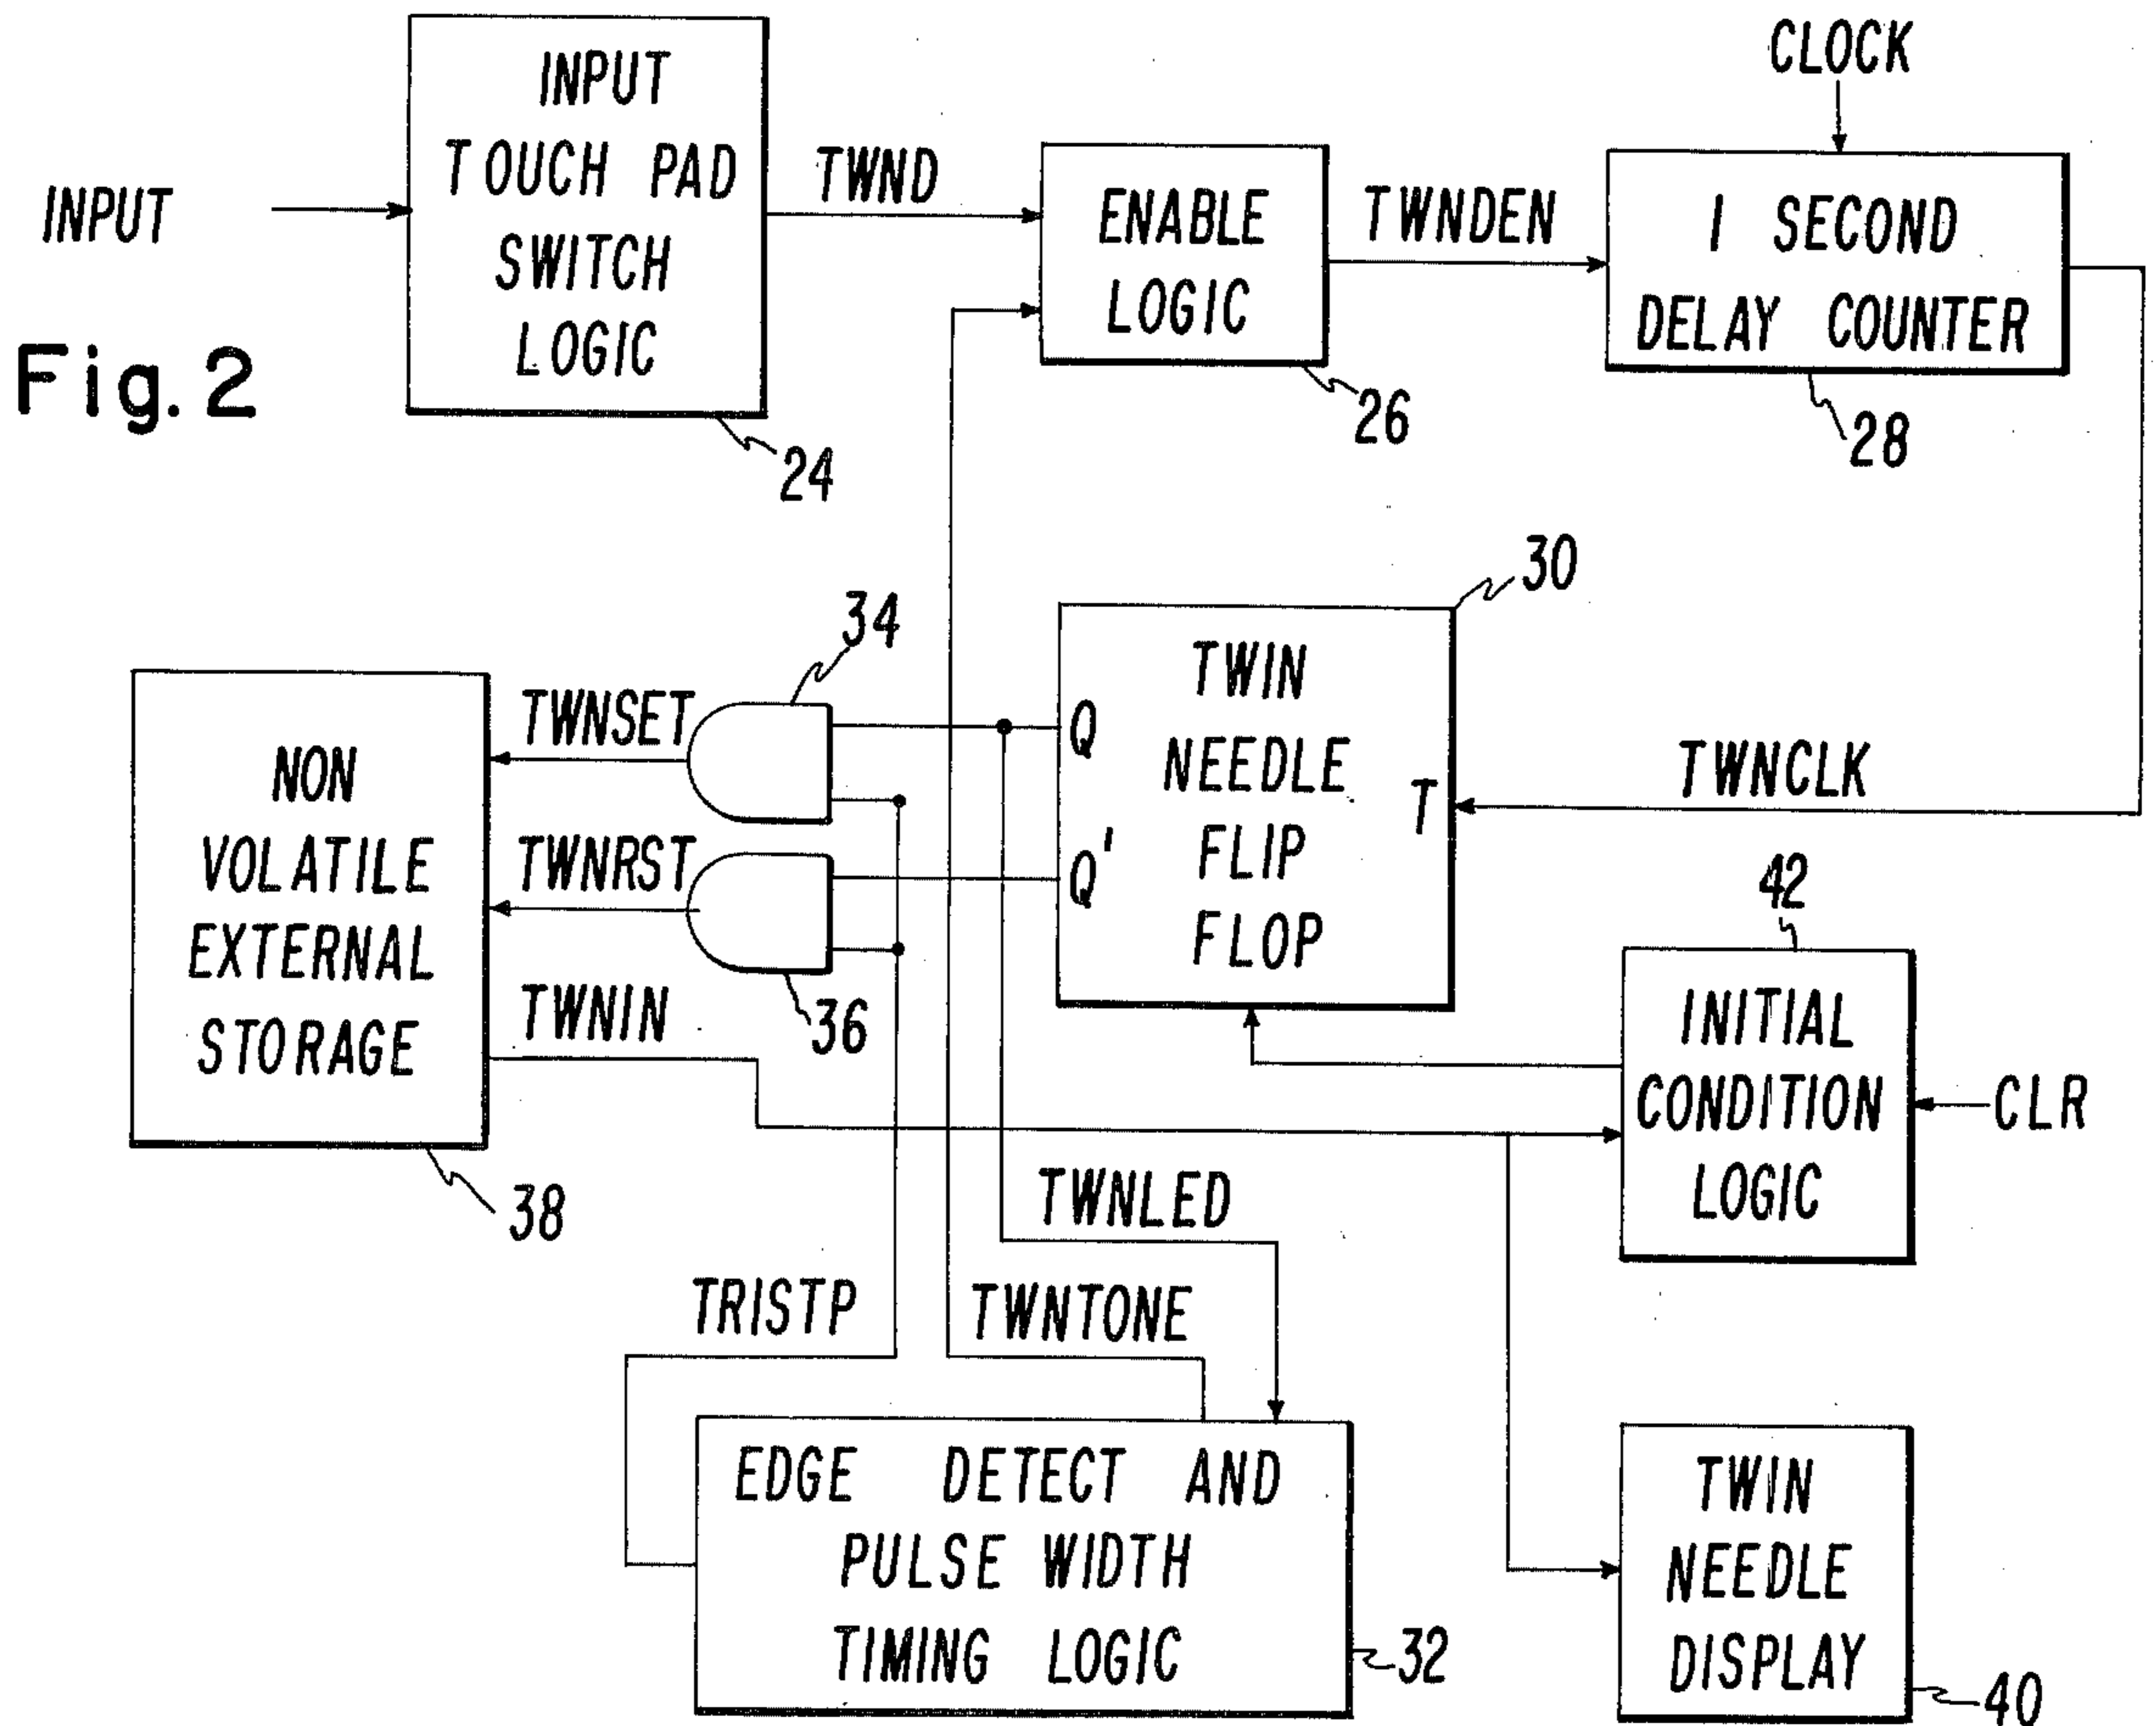 CLOCK
INPUT
TOUCH PAD
SWITCH
LOGIC
24
INPUT
TWND
ENABLE
LOGIC
26
TWNDEN
1 SECOND
DELAY COUNTER
28
Fig. 2
30
34
TWIN
NEEDLE
FLIP
FLOP
Q
Q'
T
TWNCLK
NON
VOLATILE
EXTERNAL
STORAGE
38
TWNSET
TWNRST
TWNIN
36
42
INITIAL
CONDITION
LOGIC
CLR
TWNLED
TRISTP
TWNTONE
EDGE DETECT AND
PULSE WIDTH
TIMING LOGIC
32
TWIN
NEEDLE
DISPLAY
40